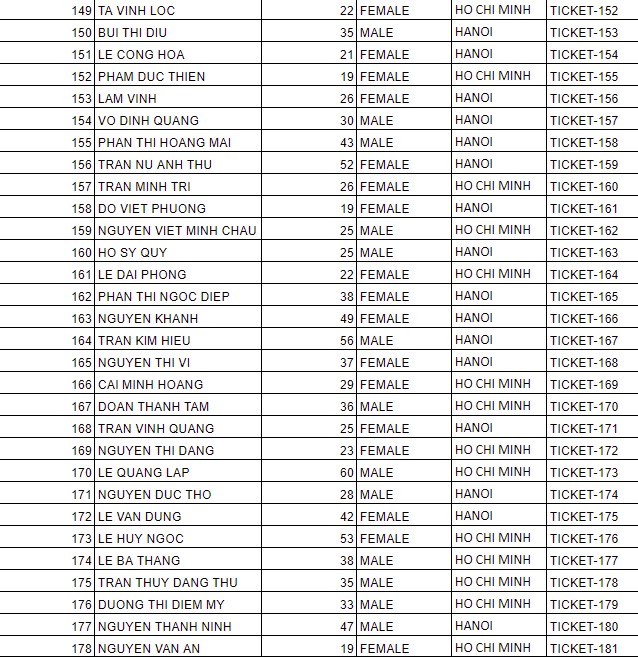 149 TA VINH LOC 22 FEMALE HO CHI MINH TICKET-152
150 BUI THI DIU 35 MALE HANOI TICKET-153
151 LE CONG HOA 21 FEMALE HANOI TICKET-154
152 PHAM DUC THIEN 19 FEMALE HO CHI MINH TICKET-155
153 LAM VINH 26 FEMALE HANOI TICKET-156
154 VO DINH QUANG 30 MALE HANOI TICKET-157
155 PHAN THI HOANG MAI 43 MALE HANOI TICKET-158
156 TRAN NU ANH THU 52 FEMALE HANOI TICKET-159
157 TRAN MINH TRI 26 FEMALE HO CHI MINH TICKET-160
158 DO VIET PHUONG 19 FEMALE HANOI TICKET-161
159 NGUYEN VIET MINH CHAU 25 MALE HO CHI MINH TICKET-162
160 HO SY QUY 25 MALE HANOI TICKET-163
161 LE DAI PHONG 22 FEMALE HO CHI MINH TICKET-164
162 PHAN THI NGOC DIEP 38 FEMALE HANOI TICKET-165
163 NGUYEN KHANH 49 FEMALE HANOI TICKET-166
164 TRAN KIM HIEU 56 MALE HANOI TICKET-167
165 NGUYEN THI VI 37 FEMALE HANOI TICKET-168
166 CAI MINH HOANG 29 FEMALE HO CHI MINH TICKET-169
167 DOAN THANH TAM 36 MALE HO CHI MINH TICKET-170
168 TRAN VINH QUANG 25 FEMALE HANOI TICKET-171
169 NGUYEN THI DANG 23 FEMALE HO CHI MINH TICKET-172
170 LE QUANG LAP 60 MALE HO CHI MINH TICKET-173
171 NGUYEN DUC THO 28 MALE HANOI TICKET-174
172 LE VAN DUNG 42 FEMALE HANOI TICKET-175
173 LE HUY NGOC 53 FEMALE HO CHI MINH TICKET-176
174 LE BA THANG 38 MALE HO CHI MINH TICKET-177
175 TRAN THUY DANG THU 35 MALE HO CHI MINH TICKET-178
176 DUONG THI DIEM MY 33 MALE HO CHI MINH TICKET-179
177 NGUYEN THANH NINH 47 MALE HANOI TICKET-180
178 NGUYEN VAN AN 19 FEMALE HO CHI MINH TICKET-181